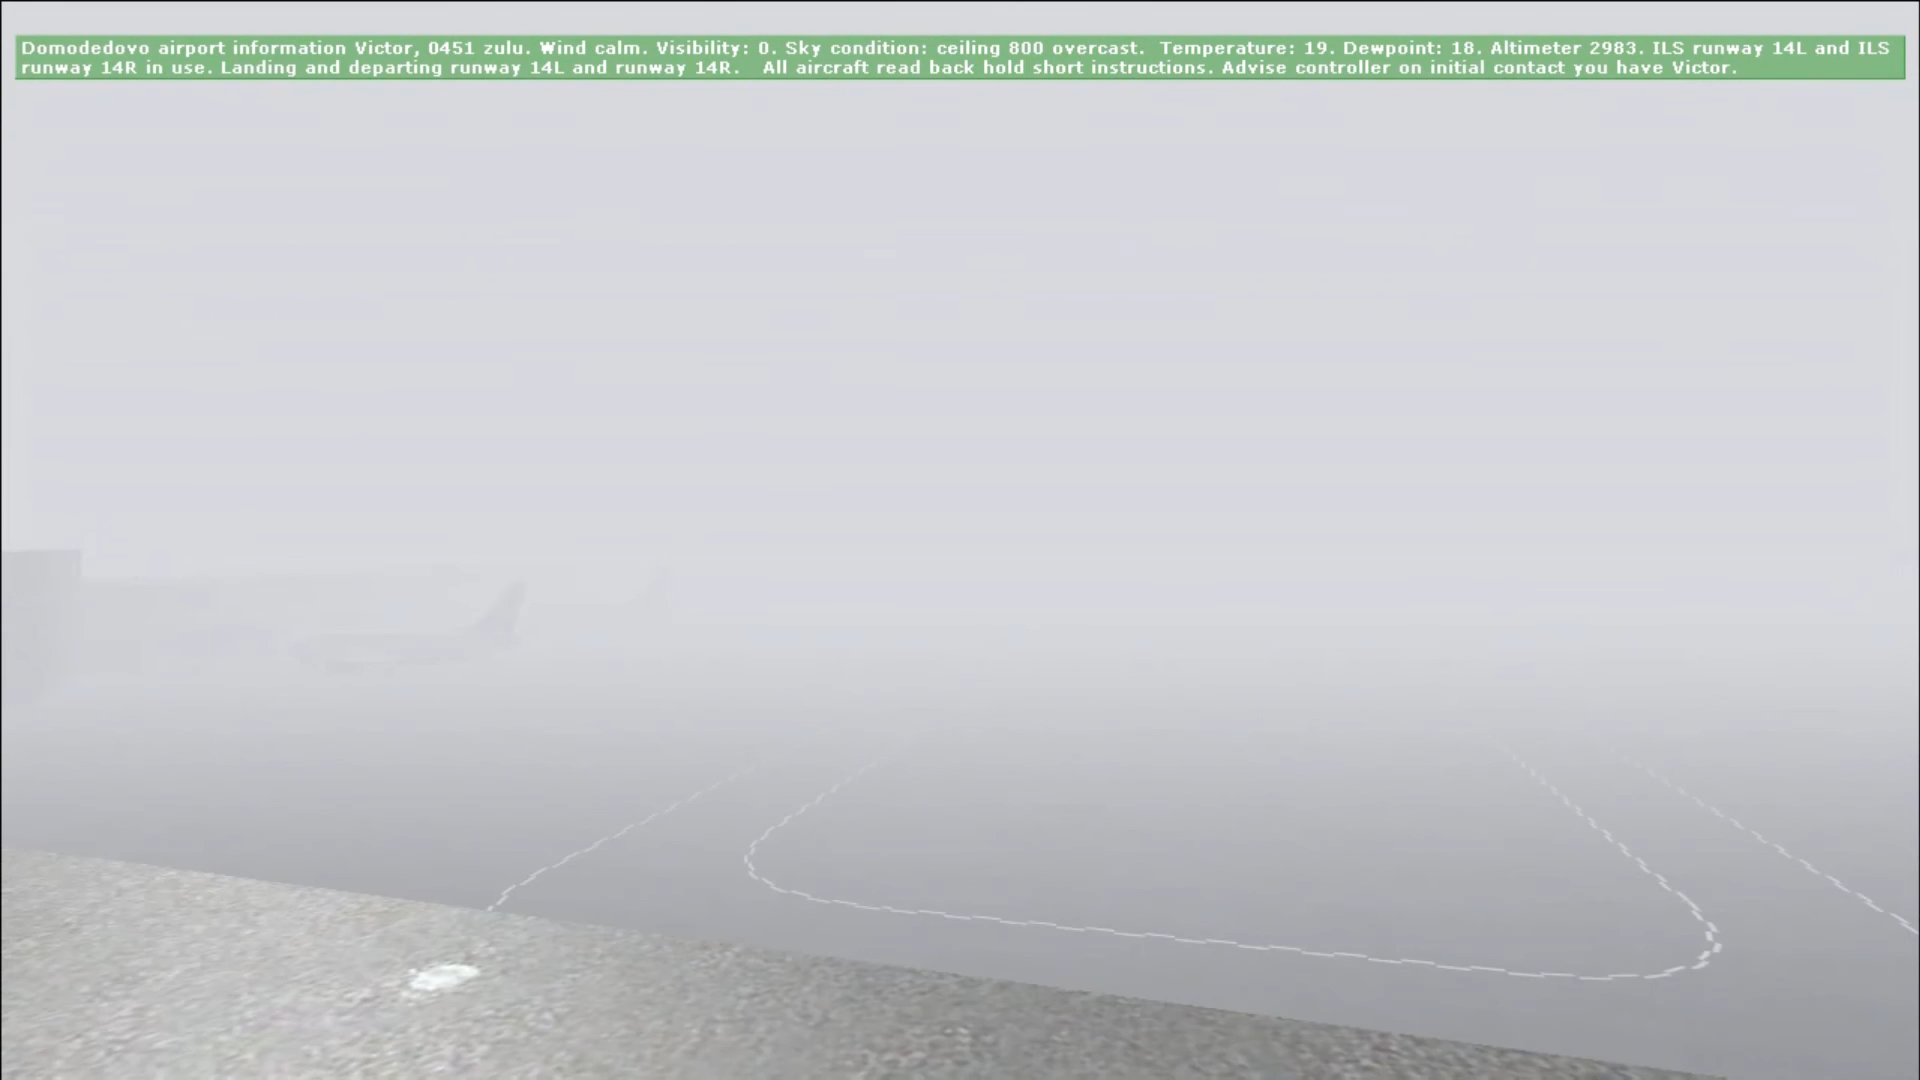 Domodedovo airport information Victor, 0451 zulu. Wind calm. Visibility: 0. Sky condition: ceiling 800 overcast.  Temperature: 19. Dewpoint: 18. Altimeter 2983. ILS runway 14L and ILS
runway 14R in use. Landing and departing runway 14L and runway 14R.   All aircraft read back hold short instructions. Advise controller on initial contact you have Victor.